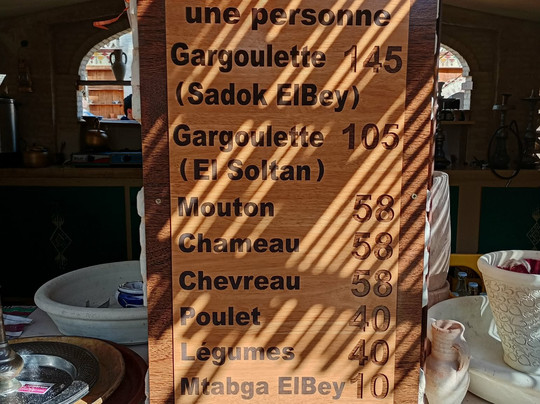 une personne
Gargoulette 145
(Sadok ElBey)
Gargoulette 105
(El Soltan)
Mouton 58
Chameau 58
Chevreau 58
Poulet 40
Légumes 40
Mtabga ElBey 10